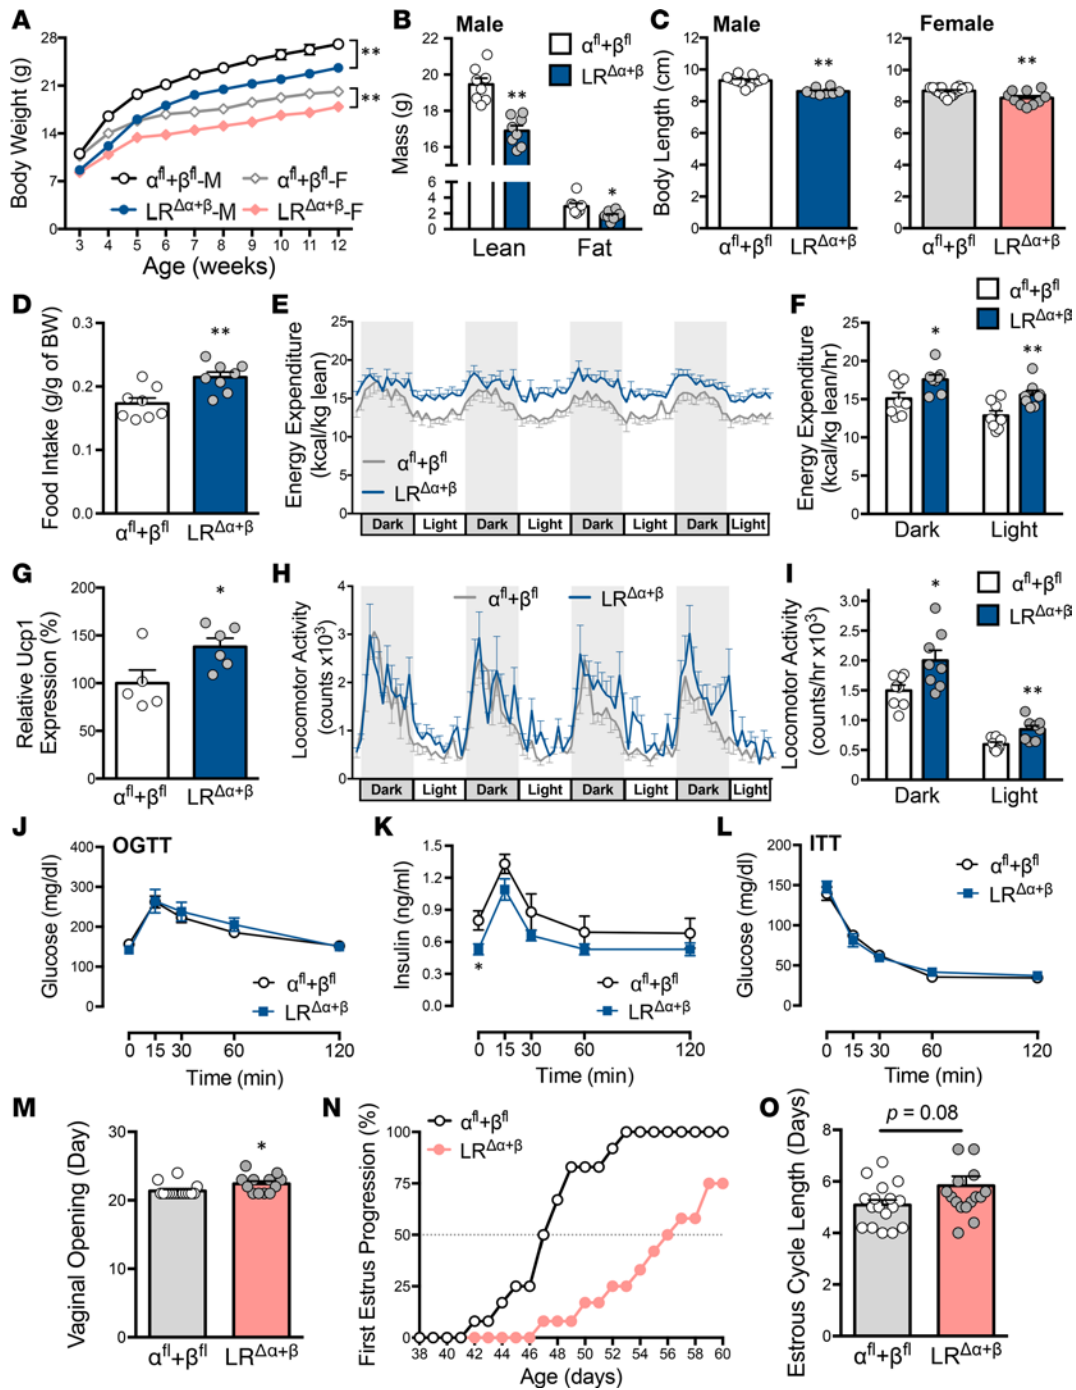 A
Body Weight (g)
28
21
14
7
0
**
**
αfl+βfl-M
αfl+βfl-F
LRΔα+β-M
LRΔα+β-F
3 4 5 6 7 8 9 10 11 12
Age (weeks)
B Male
αfl+βfl
LRΔα+β
Mass (g)
22
20
18
16
6
4
2
0
**
*
Lean Fat
C Male Female
Body Length (cm)
12
10
8
6
4
2
0
**
αfl+βfl LRΔα+β
12
10
8
6
4
2
0
**
αfl+βfl LRΔα+β
D
Food Intake (g/g of BW)
0.3
0.2
0.1
0.0
**
αfl+βfl LRΔα+β
E
Energy Expenditure
(kcal/kg lean)
25
20
15
10
5
0
αfl+βfl
LRΔα+β
Dark Light Dark Light Dark Light Dark Light
F
αfl+βfl
LRΔα+β
Energy Expenditure
(kcal/kg lean/hr)
25
20
15
10
5
0
*
**
Dark Light
G
Relative Ucp1
Expression (%)
200
150
100
50
0
*
αfl+βfl LRΔα+β
H
Locomotor Activity
(counts x10³)
4
3
2
1
0
αfl+βfl LRΔα+β
Dark Light Dark Light Dark Light Dark Light
I
αfl+βfl
LRΔα+β
Locomotor Activity
(counts/hr x10³)
3.0
2.5
2.0
1.5
1.0
0.5
0
*
**
Dark Light
J OGTT
Glucose (mg/dl)
400
300
200
100
0
αfl+βfl
LRΔα+β
0 15 30 60 120
Time (min)
K
Insulin (ng/ml)
1.5
1.2
0.9
0.6
0.3
0.0
*
αfl+βfl
LRΔα+β
0 15 30 60 120
Time (min)
L ITT
Glucose (mg/dl)
200
150
100
50
0
αfl+βfl
LRΔα+β
0 15 30 60 120
Time (min)
M
Vaginal Opening (Day)
30
20
10
0
*
αfl+βfl LRΔα+β
N
αfl+βfl
LRΔα+β
First Estrus Progression (%)
100
75
50
25
0
38 40 42 44 46 48 50 52 54 56 58 60
Age (days)
O
p = 0.08
Estrous Cycle Length (Days)
8
6
4
2
0
αfl+βfl LRΔα+β